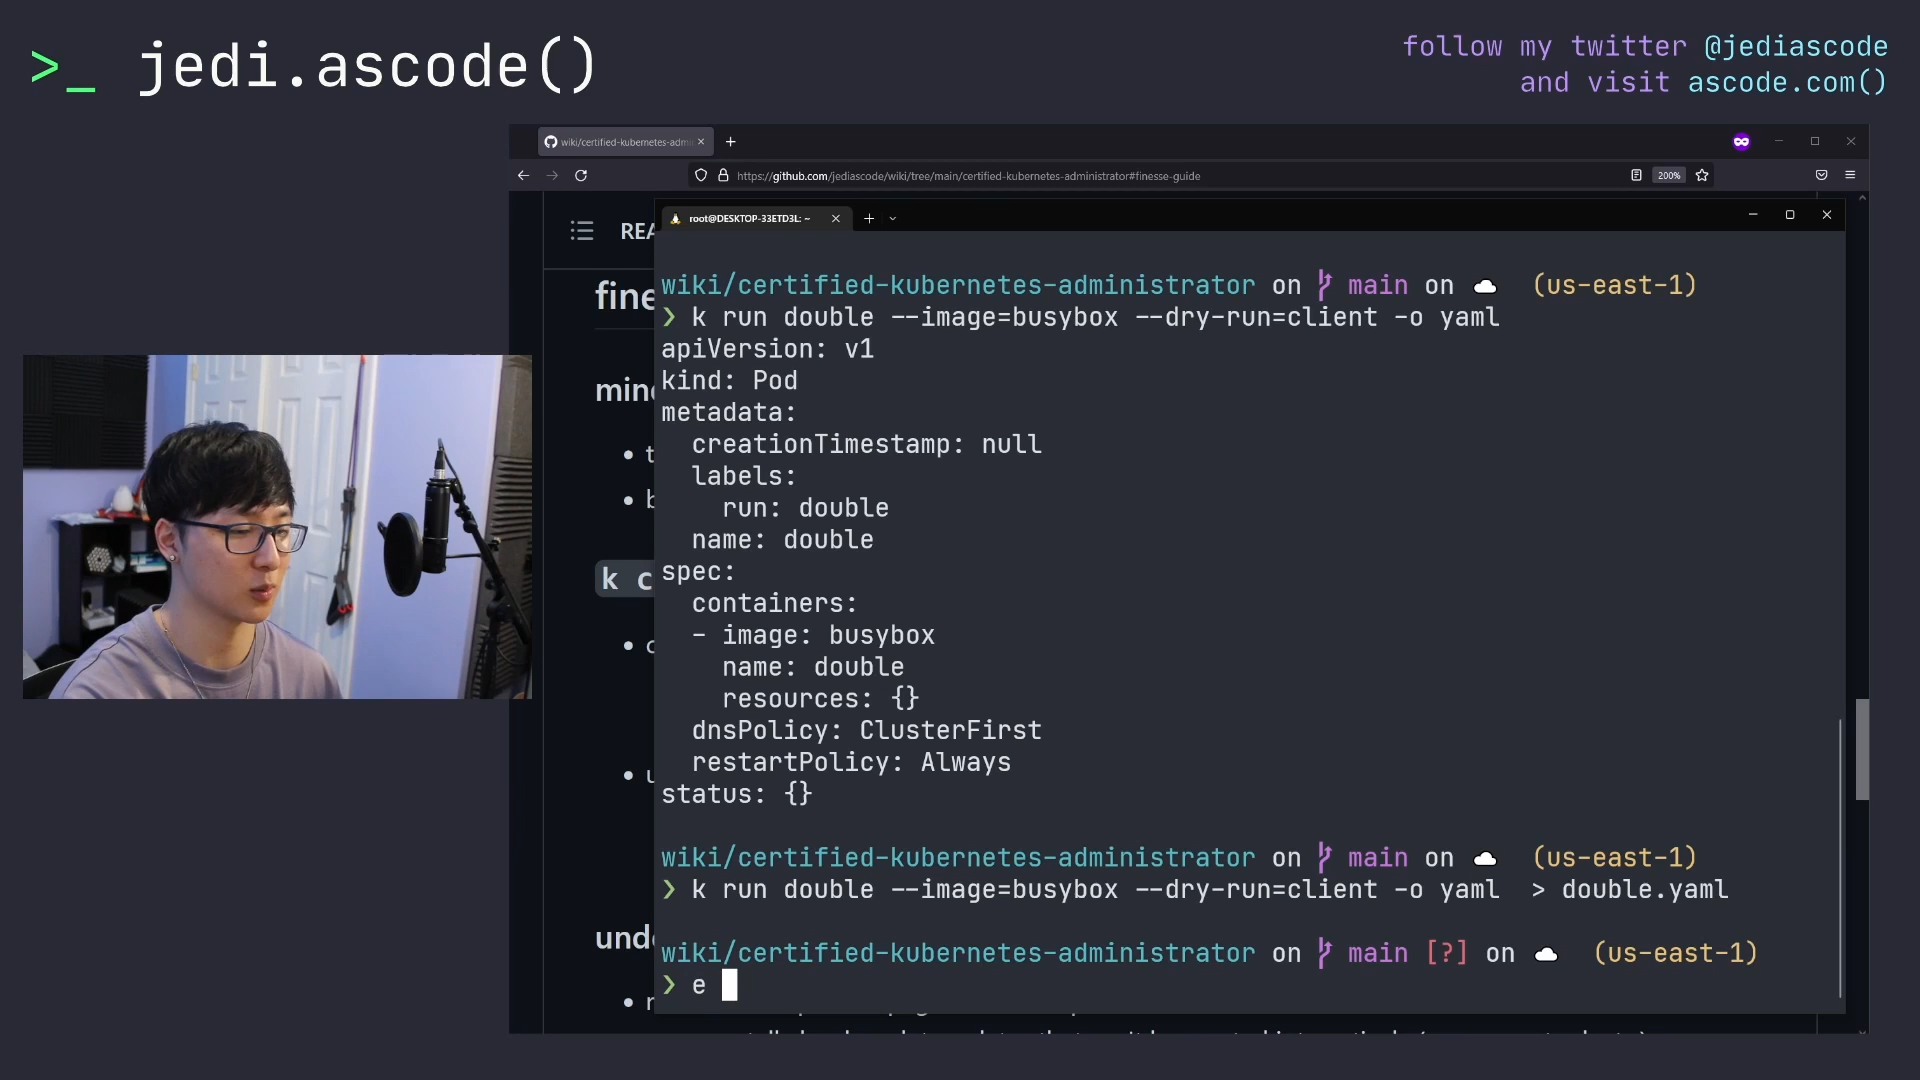 >_ jedi.ascode()
follow my twitter @jediascode
and visit ascode.com()
wiki/certified-kubernetes-admi
https://github.com/jediascode/wiki/tree/main/certified-kubernetes-administrator#finesse-guide
200%
REA
root@DESKTOP-33ETD3L: ~
fine
min
k c
und
wiki/certified-kubernetes-administrator on main on (us-east-1)
❯ k run double --image=busybox --dry-run=client -o yaml
apiVersion: v1
kind: Pod
metadata:
  creationTimestamp: null
  labels:
    run: double
  name: double
spec:
  containers:
  - image: busybox
    name: double
    resources: {}
  dnsPolicy: ClusterFirst
  restartPolicy: Always
status: {}
wiki/certified-kubernetes-administrator on main on (us-east-1)
❯ k run double --image=busybox --dry-run=client -o yaml  > double.yaml
wiki/certified-kubernetes-administrator on main [?] on (us-east-1)
❯ e